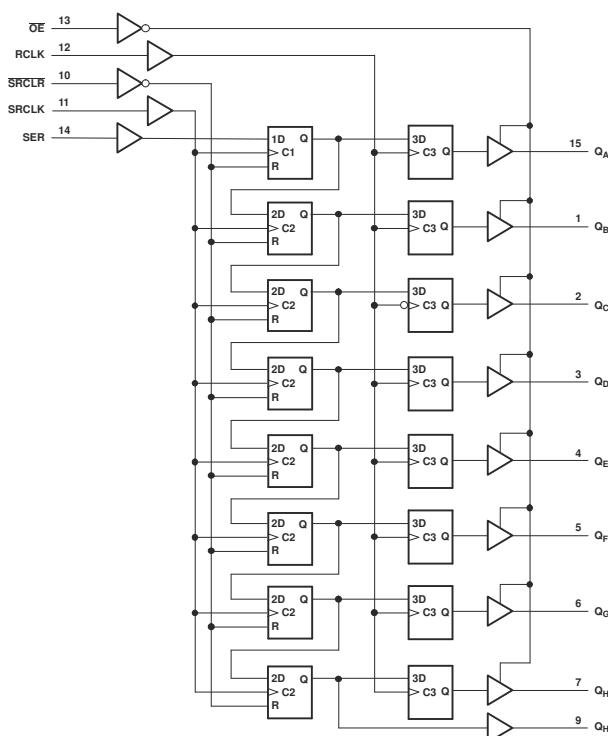 O̅E̅ 13
RCLK 12
S̅R̅C̅L̅R̅ 10
SRCLK 11
SER 14
1D Q
C1
R
3D
C3 Q
15 QA
2D Q
C2
R
3D
C3 Q
1 QB
2D Q
C2
R
3D
C3 Q
2 QC
2D Q
C2
R
3D
C3 Q
3 QD
2D Q
C2
R
3D
C3 Q
4 QE
2D Q
C2
R
3D
C3 Q
5 QF
2D Q
C2
R
3D
C3 Q
6 QG
2D Q
C2
R
3D
C3 Q
7 QH
9 QH